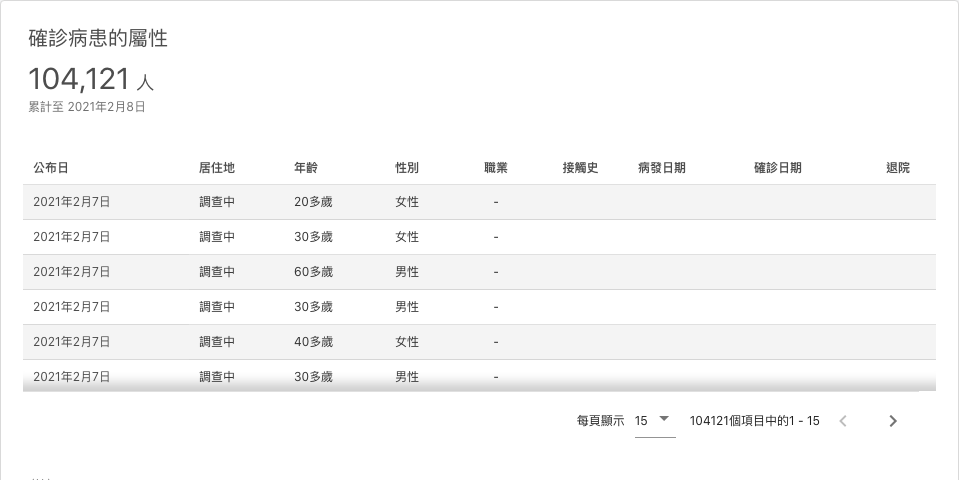 確診病患的屬性
104,121 人
累計至 2021年2月8日
公布日 居住地 年齡 性別 職業 接觸史 病發日期 確診日期 退院
2021年2月7日 調查中 20多歲 女性 -
2021年2月7日 調查中 30多歲 女性 -
2021年2月7日 調查中 60多歲 男性 -
2021年2月7日 調查中 30多歲 男性 -
2021年2月7日 調查中 40多歲 女性 -
2021年2月7日 調查中 30多歲 男性 -
每頁顯示 15 104121個項目中的1 - 15